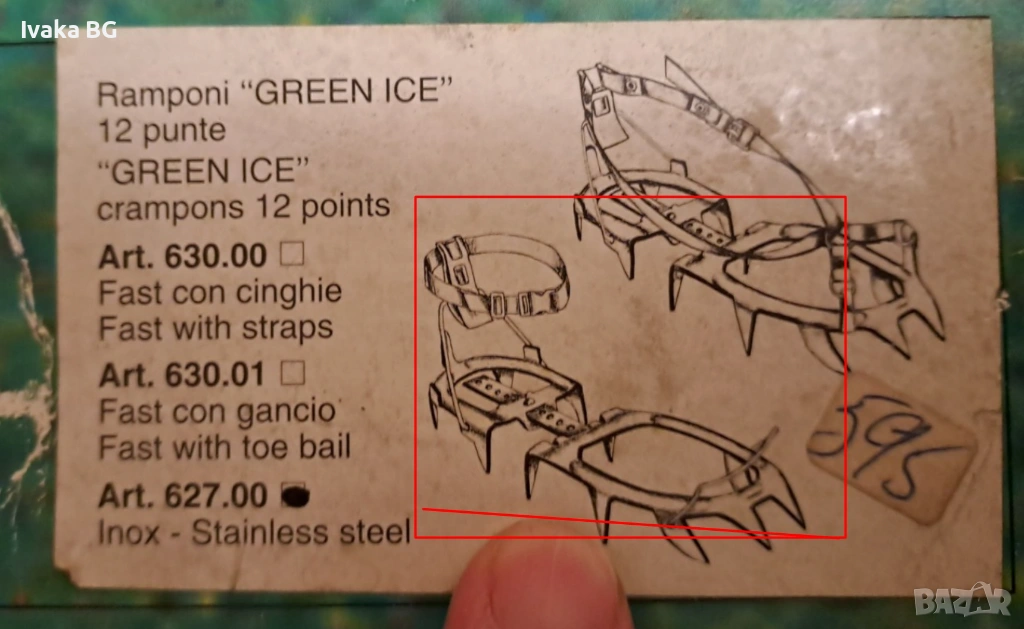 Ivaka BG
Ramponi “GREEN ICE”
12 punte
“GREEN ICE”
crampons 12 points
Art. 630.00
Fast con cinghie
Fast with straps
Art. 630.01
Fast con gancio
Fast with toe bail
Art. 627.00
Inox - Stainless steel
BAZAR